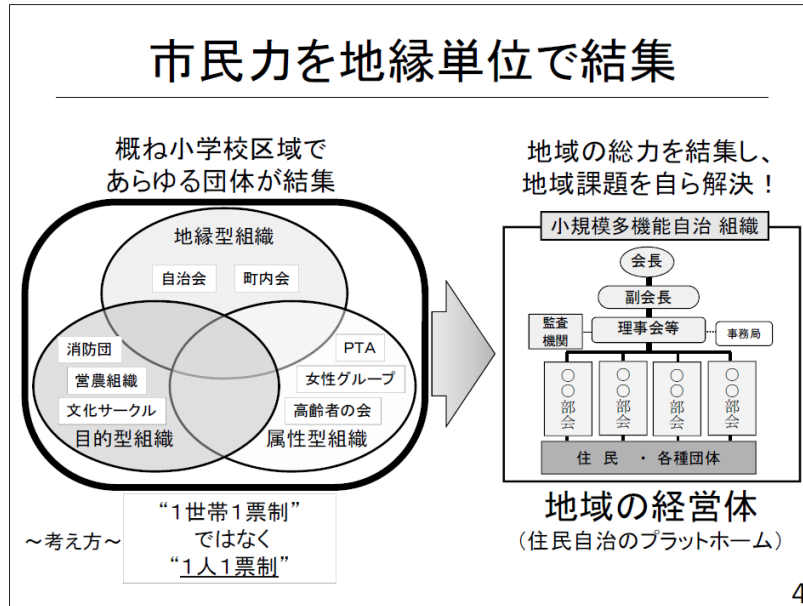 市民力を地縁単位で結集
概ね小学校区域で
あらゆる団体が結集
地縁型組織
自治会
町内会
消防団
営農組織
文化サークル
目的型組織
PTA
女性グループ
高齢者の会
属性型組織
～考え方～
“１世帯１票制”
ではなく
“１人１票制”
地域の総力を結集し、
地域課題を自ら解決！
小規模多機能自治 組織
会長
副会長
監査
機関
理事会等
事務局
〇〇部会
〇〇部会
〇〇部会
〇〇部会
住 民 ・ 各種団体
地域の経営体
（住民自治のプラットホーム）
4